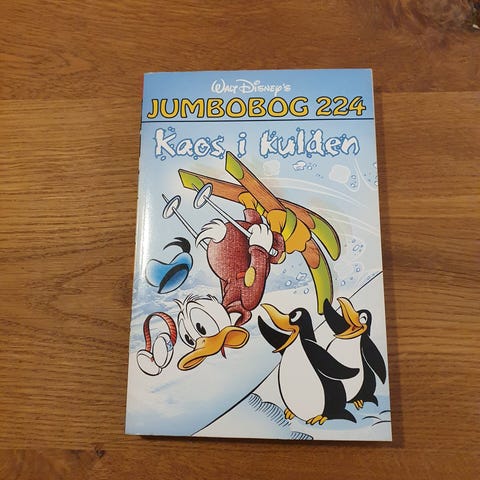 Walt Disney's
JUMBOBOG 224
Kaos i kulden